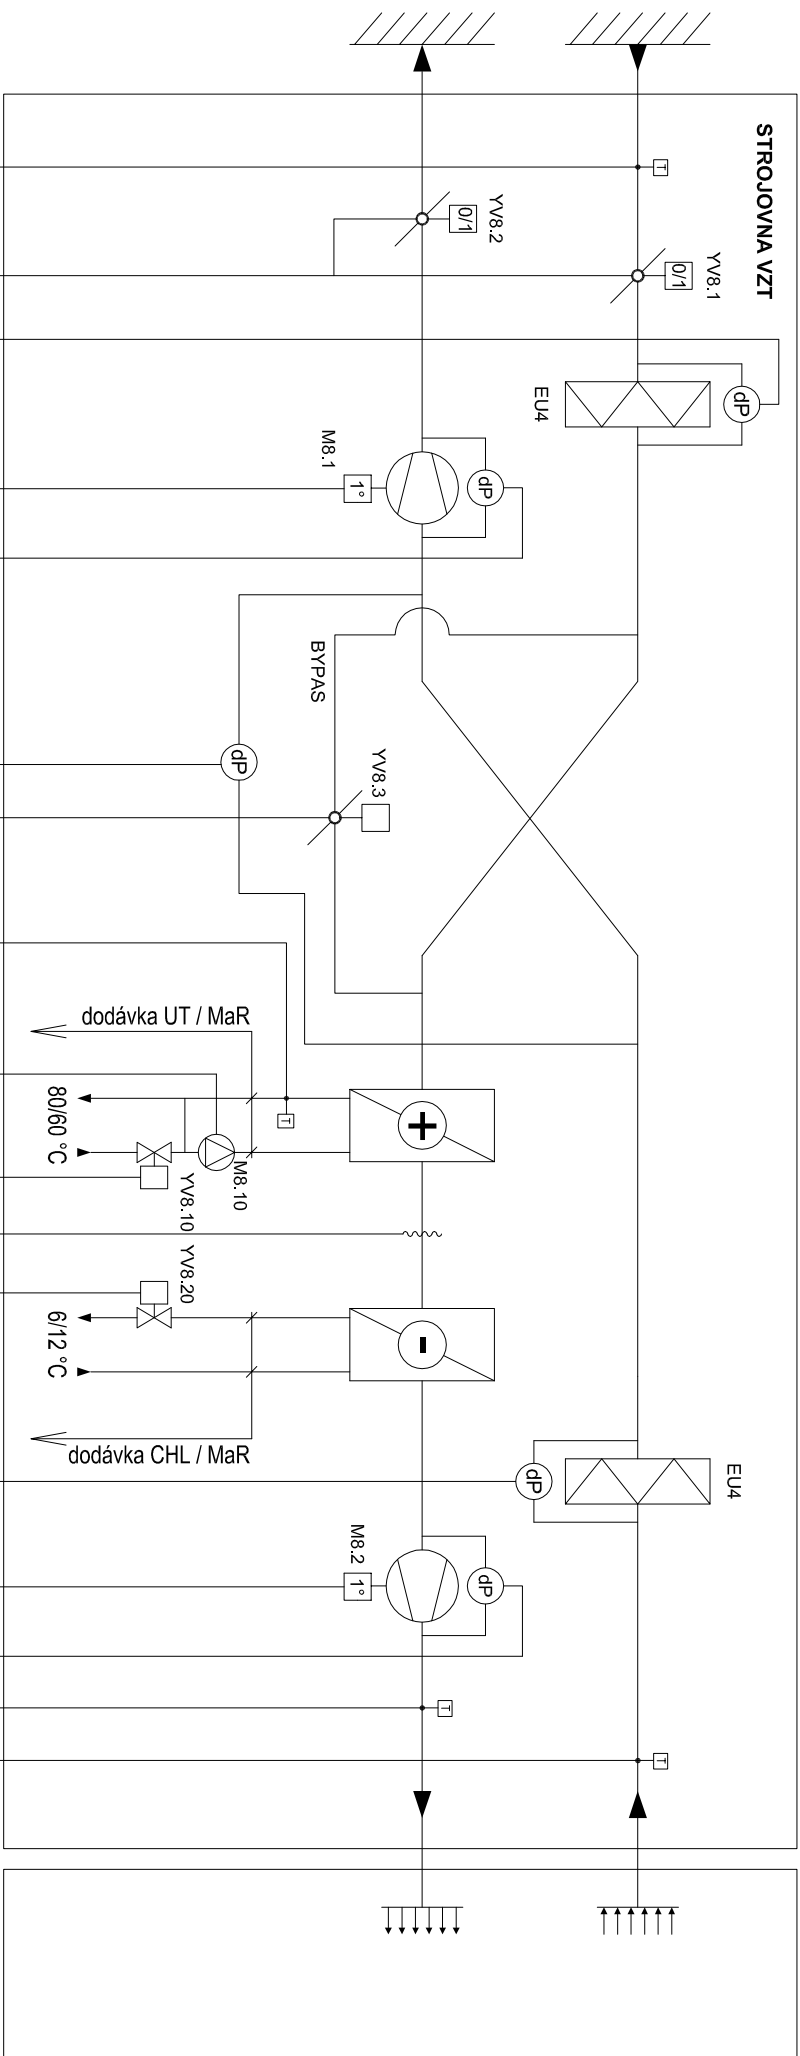 STROJOVNA VZT
T
YV8.2
0/1
YV8.1
0/1
dP
EU4
M8.1
1°
dP
BYPAS
dP
YV8.3
dodávka UT / MaR
80/60 °C
T
+
M8.10
YV8.10
YV8.20
6/12 °C
-
dodávka CHL / MaR
EU4
dP
M8.2
1°
dP
T
T